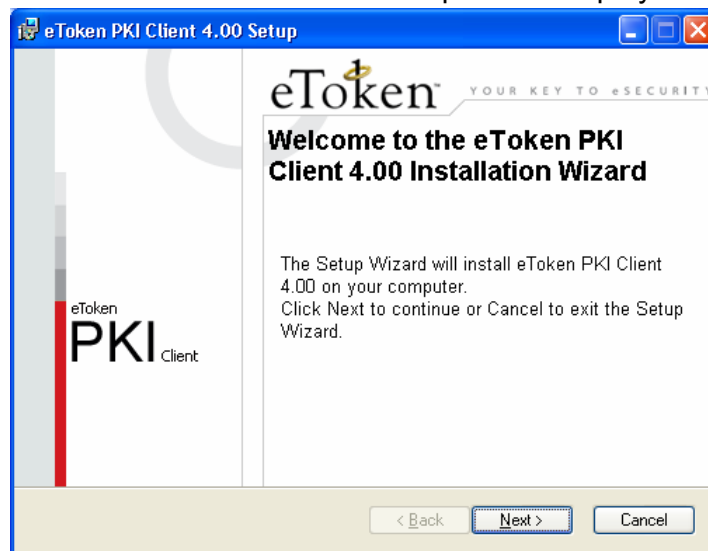 eToken PKI Client 4.00 Setup
eToken™ YOUR KEY TO eSECURITY
Welcome to the eToken PKI
Client 4.00 Installation Wizard
The Setup Wizard will install eToken PKI Client
4.00 on your computer.
Click Next to continue or Cancel to exit the Setup
Wizard.
eToken
PKI Client
< Back
Next >
Cancel